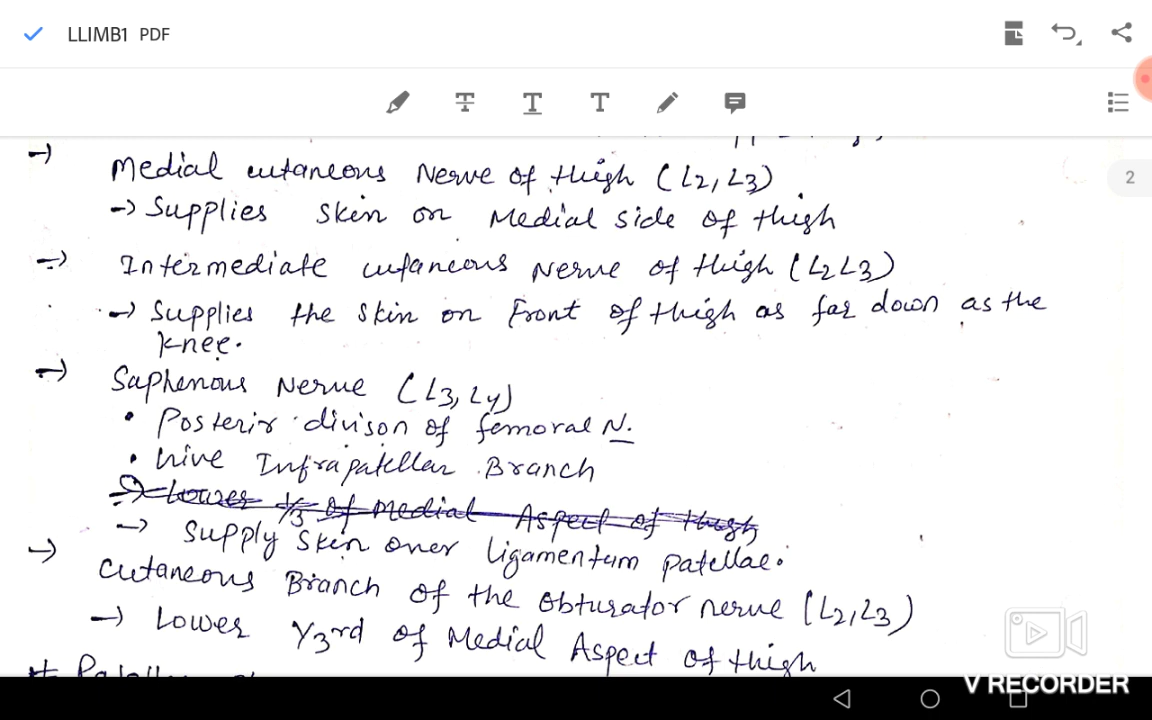 LLIMB1 PDF
2
→ Medial cutaneous Nerve of thigh (L2, L3)
→ Supplies Skin on Medial side of thigh
→ Intermediate cutaneous Nerve of thigh (L2 L3)
→ Supplies the Skin on Front of thigh as far down as the
knee.
→ Saphenous Nerve (L3, L4)
• Posterir divison of femoral N.
• Infrapatellar Branch
→ Lower 1/3 of Medial Aspect of thigh
→ Supply Skin over ligamentum patellae.
→ Cutaneous Branch of the obturator nerve (L2, L3)
→ Lower 1/3rd of Medial Aspect of thigh
V RECORDER